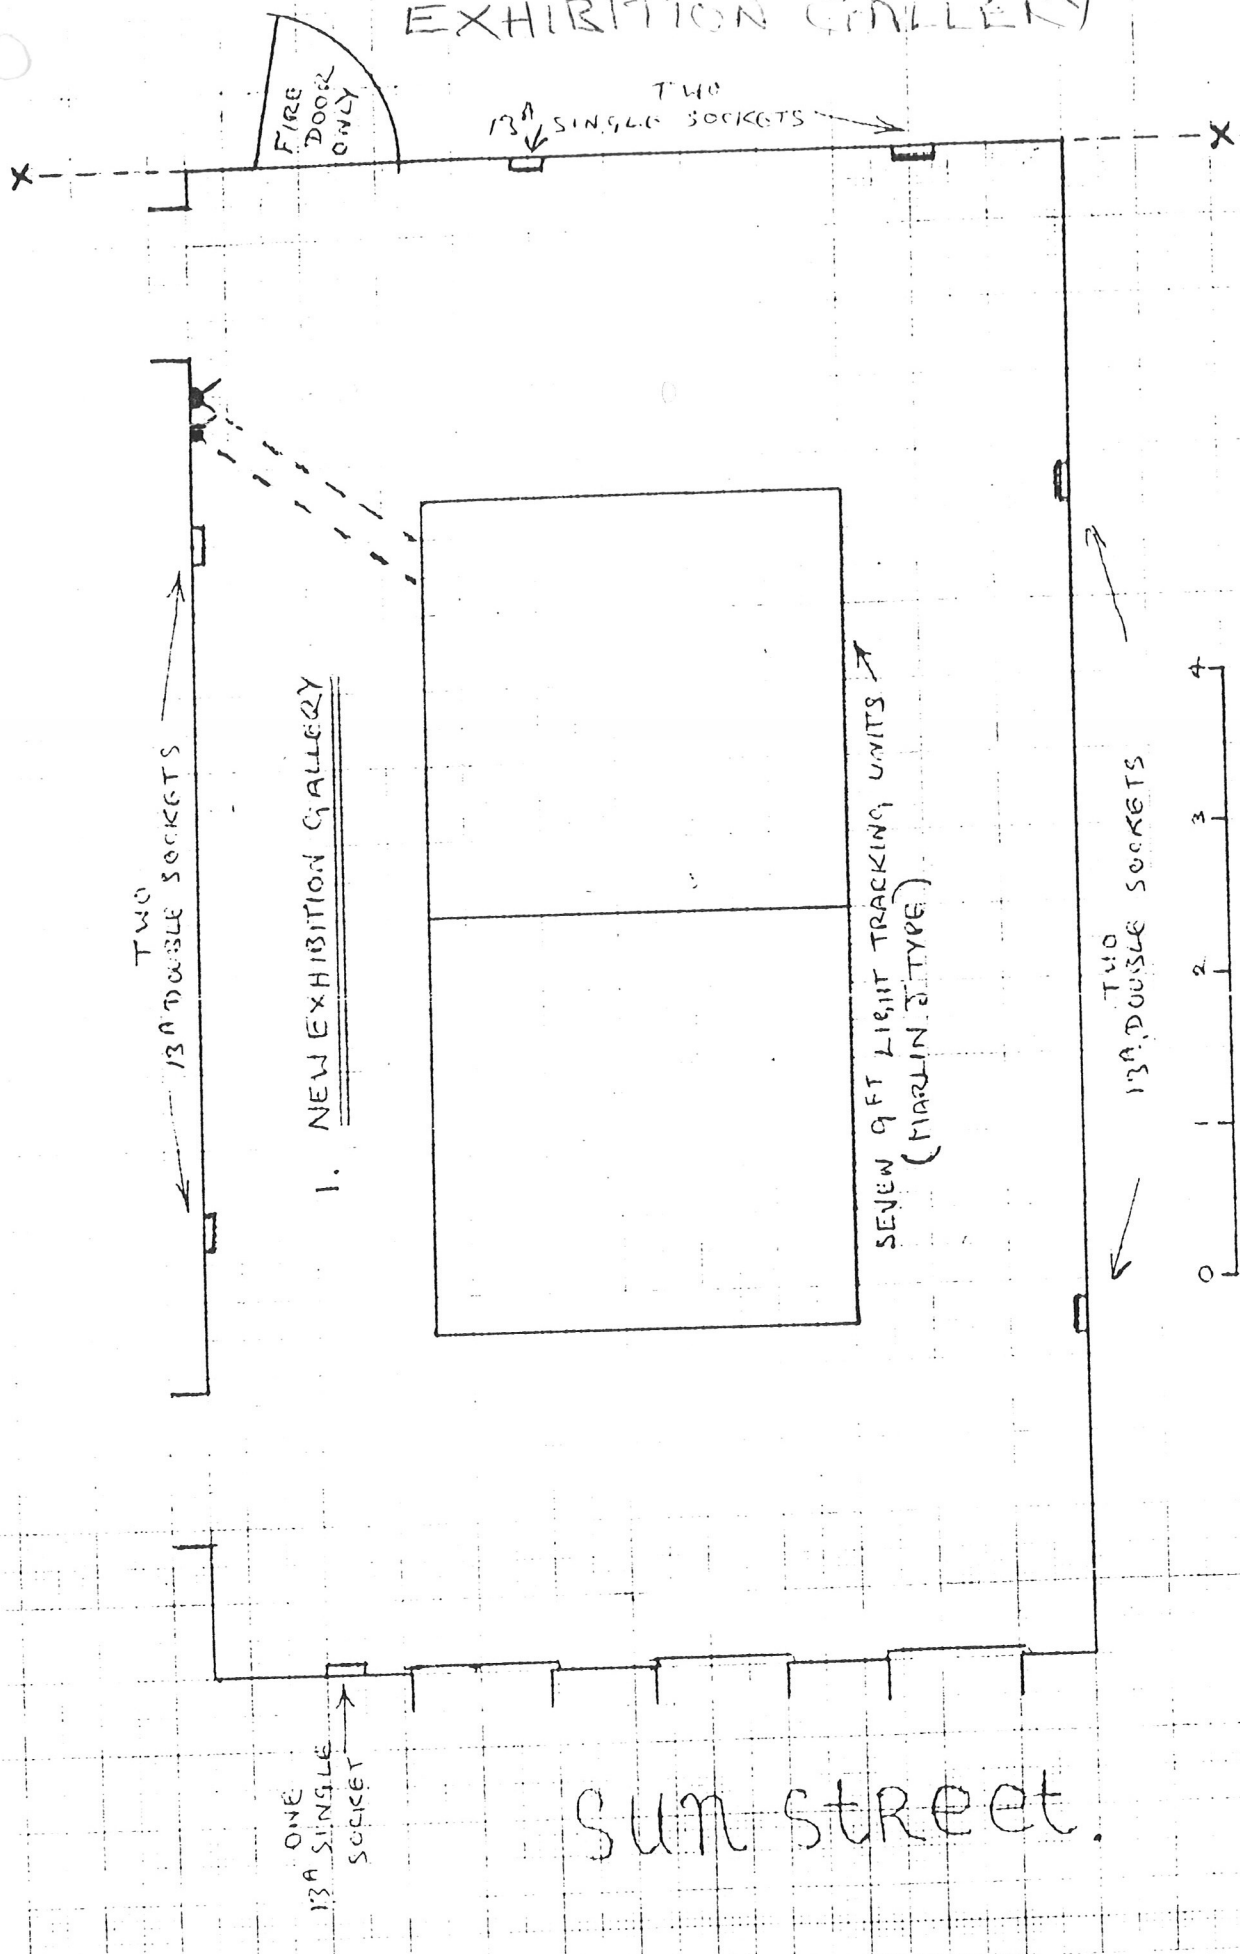 EXHIBITION GALLERY
FIRE
DOOR
ONLY
TWO
13A SINGLE SOCKETS
X
X
TWO
13A DOUBLE SOCKETS
1. NEW EXHIBITION GALLERY
SEVEN 9FT LIGHT TRACKING UNITS
(MARLIN J TYPE)
TWO
13A DOUBLE SOCKETS
0 1 2 3 4
ONE
13A SINGLE
SOCKET
Sun street.